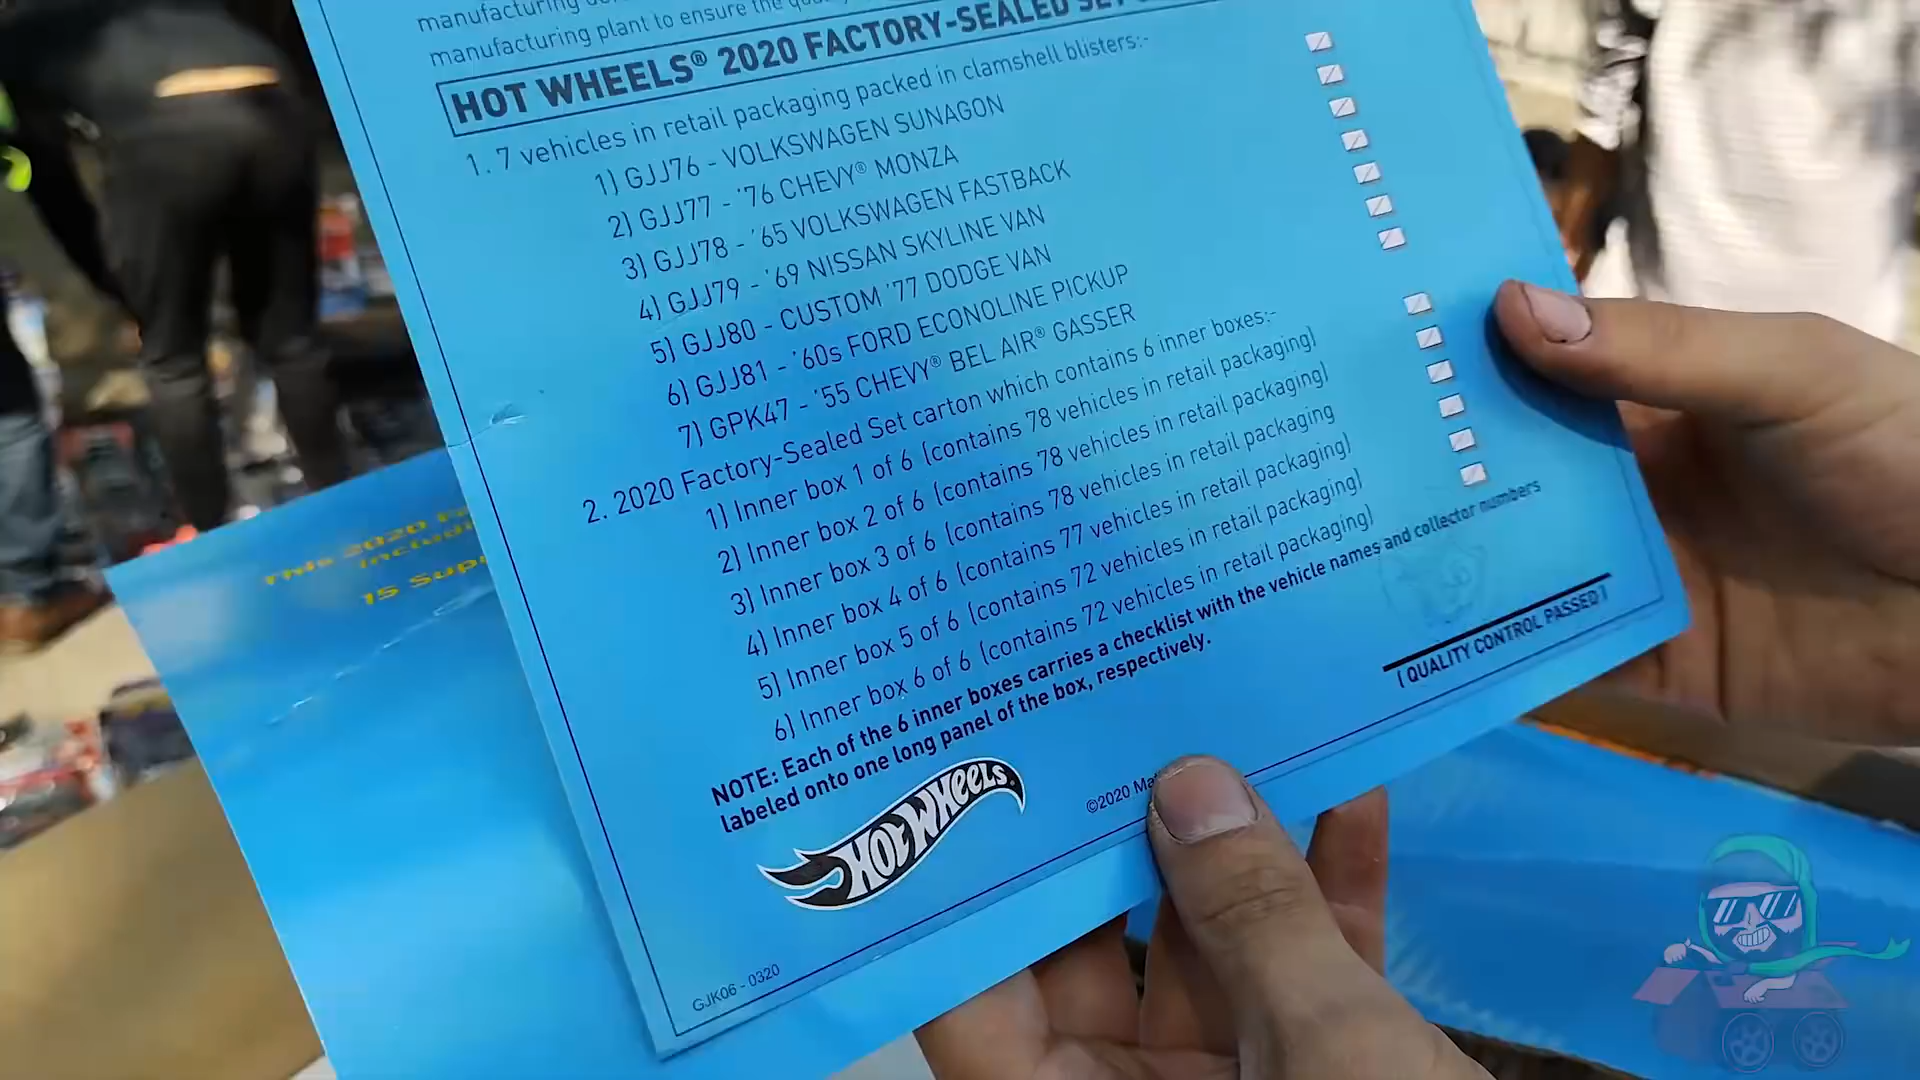 manufacturing
manufacturing plant to ensure the
HOT WHEELS® 2020 FACTORY-SEALED SET
1. 7 vehicles in retail packaging packed in clamshell blisters:-
1) GJJ76 - VOLKSWAGEN SUNAGON
2) GJJ77 - '76 CHEVY® MONZA
3) GJJ78 - '65 VOLKSWAGEN FASTBACK
4) GJJ79 - '69 NISSAN SKYLINE VAN
5) GJJ80 - CUSTOM '77 DODGE VAN
6) GJJ81 - '60s FORD ECONOLINE PICKUP
7) GPK47 - '55 CHEVY® BEL AIR® GASSER
2. 2020 Factory-Sealed Set carton which contains 6 inner boxes:-
1) Inner box 1 of 6 (contains 78 vehicles in retail packaging)
2) Inner box 2 of 6 (contains 78 vehicles in retail packaging)
3) Inner box 3 of 6 (contains 78 vehicles in retail packaging
4) Inner box 4 of 6 (contains 77 vehicles in retail packaging)
5) Inner box 5 of 6 (contains 72 vehicles in retail packaging)
6) Inner box 6 of 6 (contains 72 vehicles in retail packaging)
NOTE: Each of the 6 inner boxes carries a checklist with the vehicle names and collector numbers
labeled onto one long panel of the box, respectively.
( QUALITY CONTROL PASSED )
HOT WHEELS
©2020
GJK06 - 0320
This 2020
15